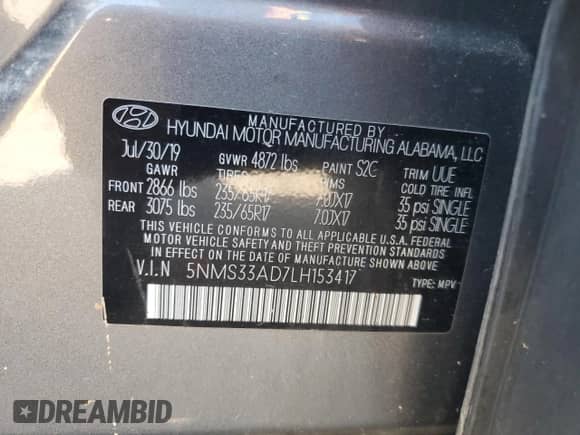 MANUFACTURED BY
HYUNDAI MOTOR MANUFACTURING ALABAMA, LLC
Jul/30/19 GVWR 4872 lbs PAINT S2C TRIM UUE
GAWR TIRES RIMS COLD TIRE INFL
FRONT 2866 lbs 235/65R17 7.0JX17 35 psi SINGLE
REAR 3075 lbs 235/65R17 7.0JX17 35 psi SINGLE
THIS VEHICLE CONFORMS TO ALL APPLICABLE U.S.A. FEDERAL
MOTOR VEHICLE SAFETY AND THEFT PREVENTION STANDARDS
IN EFFECT ON THE DATE OF MANUFACTURE SHOWN ABOVE.
V.I.N 5NMS33AD7LH153417 TYPE: MPV
DREAMBID